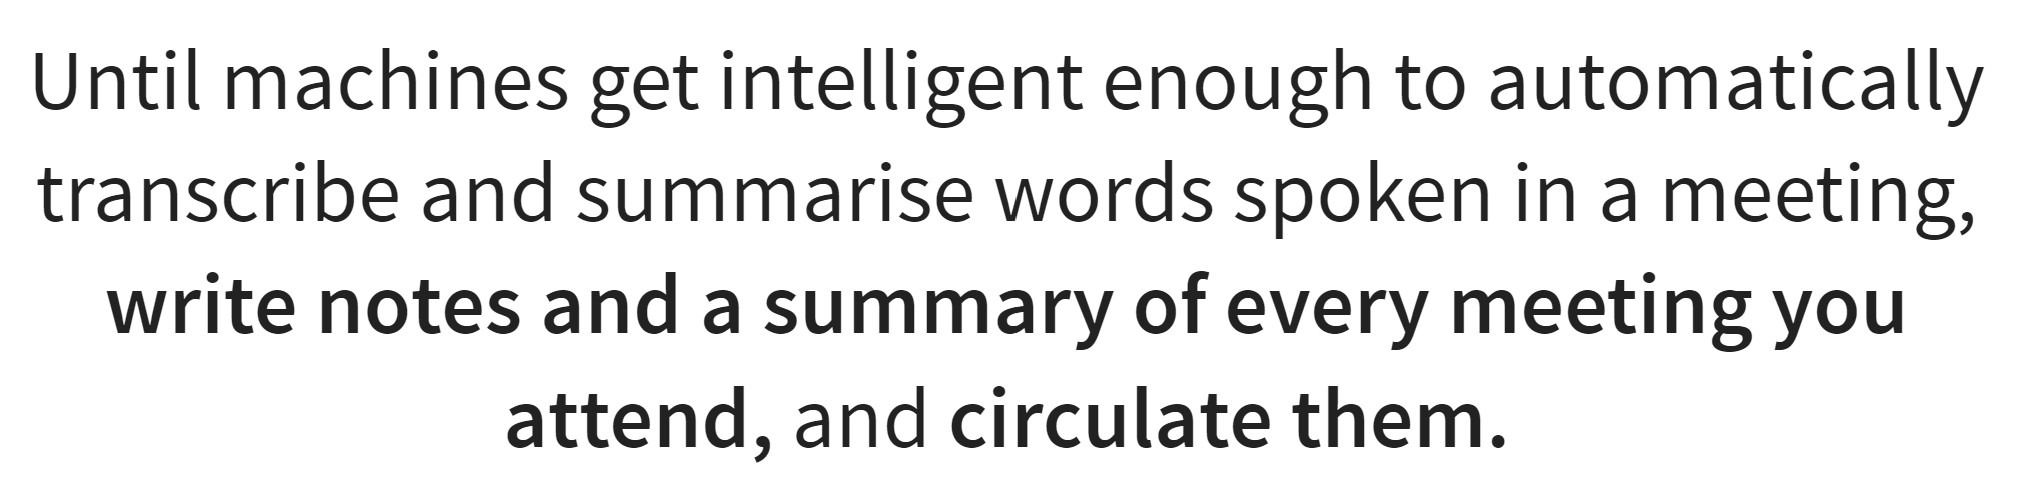 Until machines get intelligent enough to automatically
transcribe and summarise words spoken in a meeting,
write notes and a summary of every meeting you
attend, and circulate them.